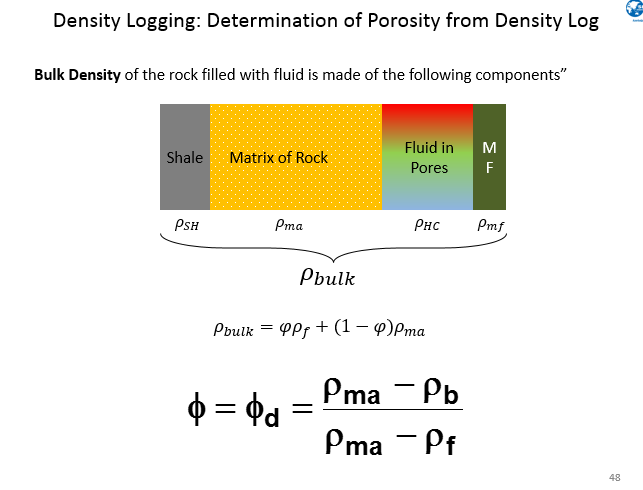 Density Logging: Determination of Porosity from Density Log
Bulk Density of the rock filled with fluid is made of the following components”
Shale
Matrix of Rock
Fluid in
Pores
M
F
ρSH
ρma
ρHC
ρmf
ρbulk
ρbulk = φρf + (1 − φ)ρma
ϕ = ϕd = (ρma − ρb) / (ρma − ρf)
48